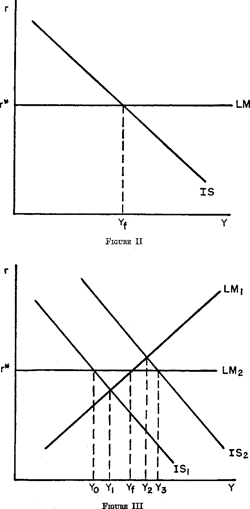 r
r*
LM
IS
Yf
Y
FIGURE II
r
LM1
r*
LM2
IS2
IS1
Y0 Y1 Yf Y2 Y3 Y
FIGURE III